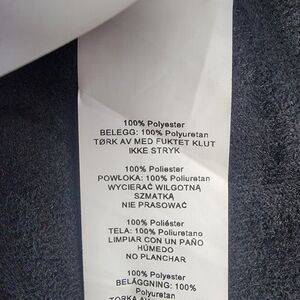 100% Polyester
BELEGG: 100% Polyuretan
TØRK AV MED FUKTET KLUT
IKKE STRYK
100% Poliester
POWŁOKA: 100% Poliuretan
WYCIERAĆ WILGOTNĄ
SZMATKĄ
NIE PRASOWAĆ
100% Poliéster
TELA: 100% Poliuretano
LIMPIAR CON UN PAÑO
HÚMEDO
NO PLANCHAR
100% Polyester
BELÄGGNING: 100%
Polyuretan
TORKA AV